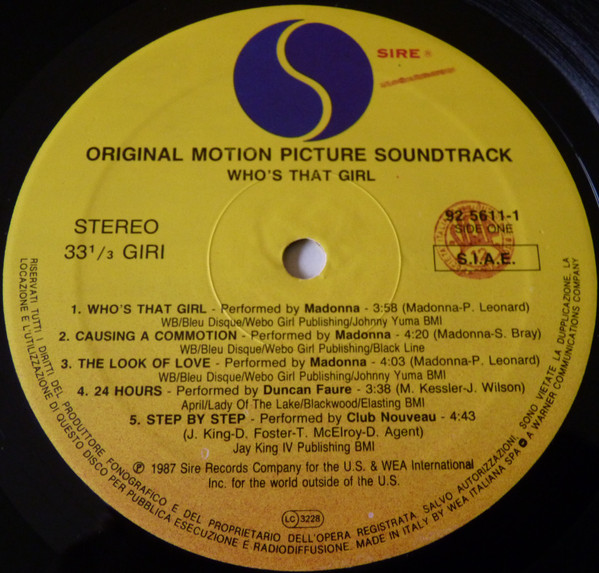 SIRE ®
ORIGINAL MOTION PICTURE SOUNDTRACK
WHO'S THAT GIRL
STEREO
33 1/3 GIRI
92 5611-1
SIDE ONE
S.I.A.E.
1. WHO'S THAT GIRL - Performed by Madonna - 3:58 (Madonna-P. Leonard)
WB/Bleu Disque/Webo Girl Publishing/Johnny Yuma BMI
2. CAUSING A COMMOTION - Performed by Madonna - 4:20 (Madonna-S. Bray)
WB/Bleu Disque/Webo Girl Publishing/Black Line
3. THE LOOK OF LOVE - Performed by Madonna - 4:03 (Madonna-P. Leonard)
WB/Bleu Disque/Webo Girl Publishing/Johnny Yuma BMI
4. 24 HOURS - Performed by Duncan Faure - 3:38 (M. Kessler-J. Wilson)
April/Lady Of The Lake/Blackwood/Elasting BMI
5. STEP BY STEP - Performed by Club Nouveau - 4:43
(J. King-D. Foster-T. McElroy-D. Agent)
Jay King IV Publishing BMI
℗ 1987 Sire Records Company for the U.S. & WEA International
Inc. for the world outside of the U.S.
LC 3228
RISERVATI TUTTI I DIRITTI DEL PRODUTTORE FONOGRAFICO E DEL PROPRIETARIO DELL'OPERA REGISTRATA. SALVO AUTORIZZAZIONI, SONO VIETATE LA DUPLICAZIONE, LA
LOCAZIONE E L'UTILIZZAZIONE DI QUESTO DISCO PER PUBBLICA ESECUZIONE E RADIODIFFUSIONE. MADE IN ITALY BY WEA ITALIANA SPA A WARNER COMMUNICATIONS COMPANY